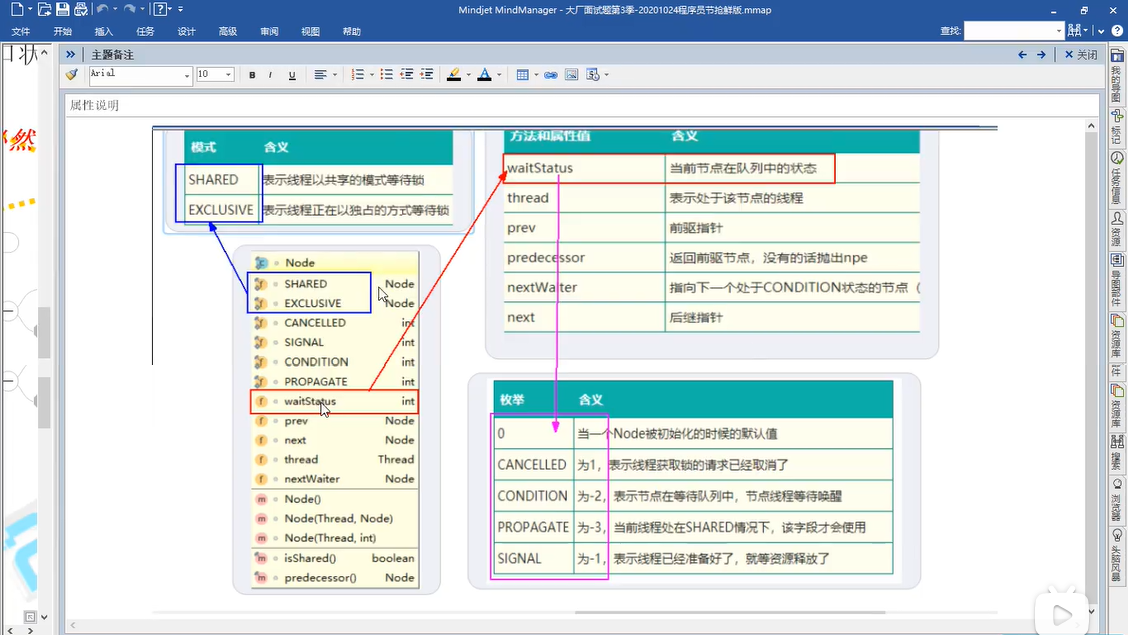 Mindjet MindManager - 大厂面试题第3季-20201024程序员节抢鲜版.mmap
文件 开始 插入 任务 设计 高级 审阅 视图 帮助
查找:
主题备注
关闭
Arial 10 B I U
属性说明
模式 含义
SHARED 表示线程以共享的模式等待锁
EXCLUSIVE 表示线程正在以独占的方式等待锁
方法和属性值 含义
waitStatus 当前节点在队列中的状态
thread 表示处于该节点的线程
prev 前驱指针
predecessor 返回前驱节点，没有的话抛出npe
nextWaiter 指向下一个处于CONDITION状态的节点（
next 后继指针
Node
SHARED Node
EXCLUSIVE Node
CANCELLED int
SIGNAL int
CONDITION int
PROPAGATE int
waitStatus int
prev Node
next Node
thread Thread
nextWaiter Node
Node()
Node(Thread, Node)
Node(Thread, int)
isShared() boolean
predecessor() Node
枚举 含义
0 当一个Node被初始化的时候的默认值
CANCELLED 为1，表示线程获取锁的请求已经取消了
CONDITION 为-2，表示节点在等待队列中，节点线程等待唤醒
PROPAGATE 为-3，当前线程处在SHARED情况下，该字段才会使用
SIGNAL 为-1，表示线程已经准备好了，就等资源释放了
我的导图
标记
任务信息
资源
导图部件
资源库
资源库
搜索
浏览器
头脑风暴